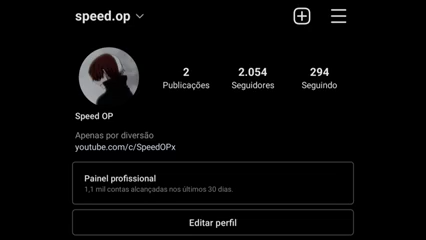 speed.op
2 2.054 294
Publicações Seguidores Seguindo
Speed OP
Apenas por diversão
youtube.com/c/SpeedOPx
Painel profissional
1,1 mil contas alcançadas nos últimos 30 dias.
Editar perfil